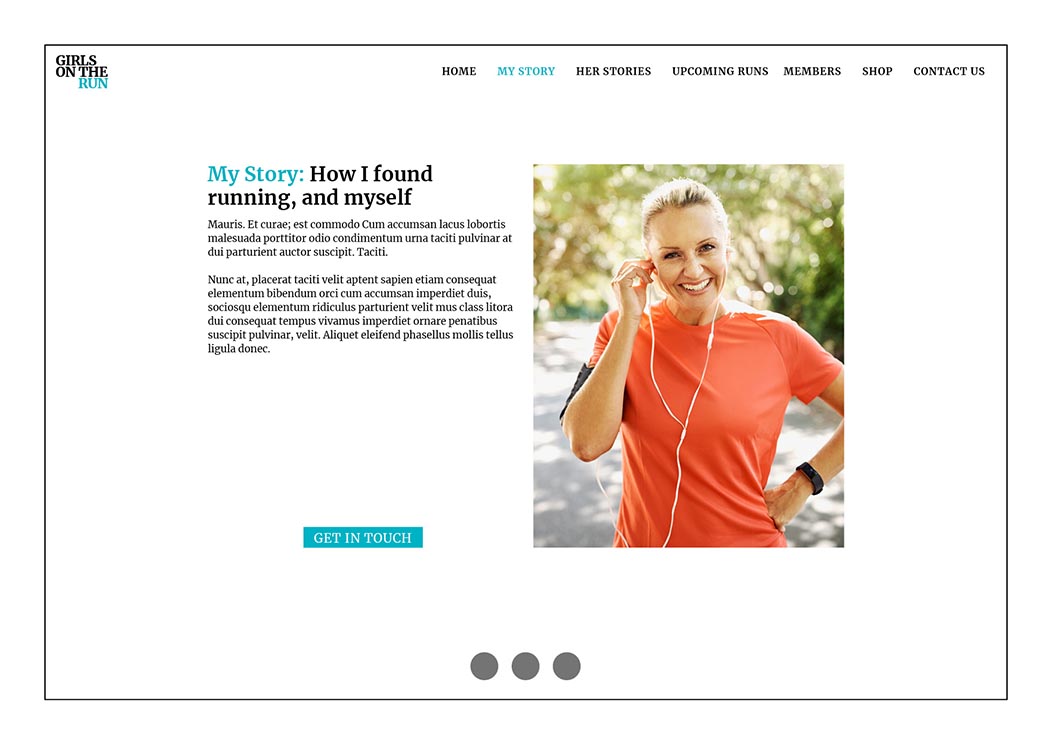 GIRLS
ON THE
RUN
HOME MY STORY HER STORIES UPCOMING RUNS MEMBERS SHOP CONTACT US
My Story: How I found
running, and myself
Mauris. Et curae; est commodo Cum accumsan lacus lobortis
malesuada porttitor odio condimentum urna taciti pulvinar at
dui parturient auctor suscipit. Taciti.
Nunc at, placerat taciti velit aptent sapien etiam consequat
elementum bibendum orci cum accumsan imperdiet duis,
sociosqu elementum ridiculus parturient velit mus class litora
dui consequat tempus vivamus imperdiet ornare penatibus
suscipit pulvinar, velit. Aliquet eleifend phasellus mollis tellus
ligula donec.
GET IN TOUCH